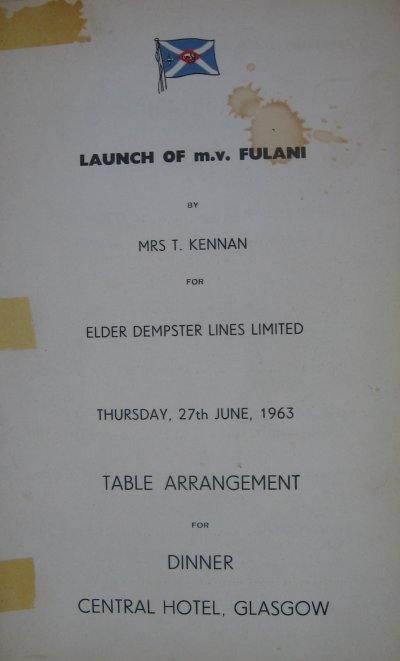 LAUNCH OF m.v. FULANI
BY
MRS T. KENNAN
FOR
ELDER DEMPSTER LINES LIMITED
THURSDAY, 27th JUNE, 1963
TABLE ARRANGEMENT
FOR
DINNER
CENTRAL HOTEL, GLASGOW